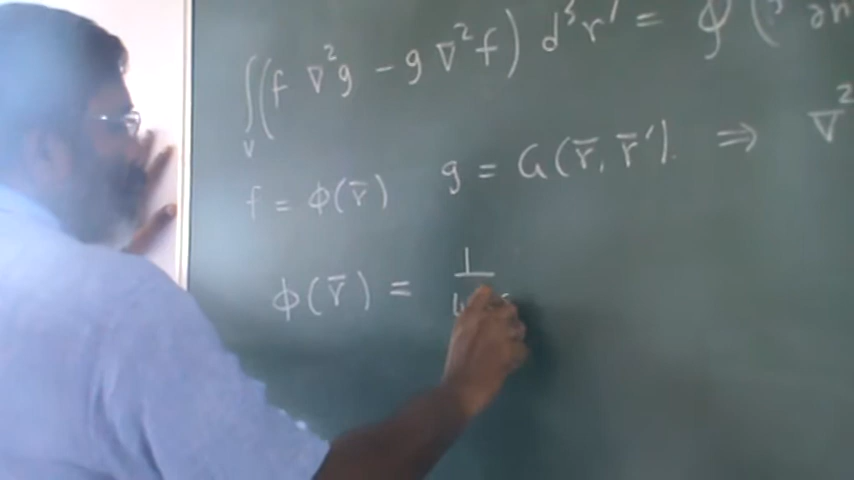 ∫_V (f ∇²g - g ∇²f) d³r' = ∮ ( ∂n
f = φ(r̄) g = G(r̄, r̄'). ⇒ ∇²
φ(r̄) = 1